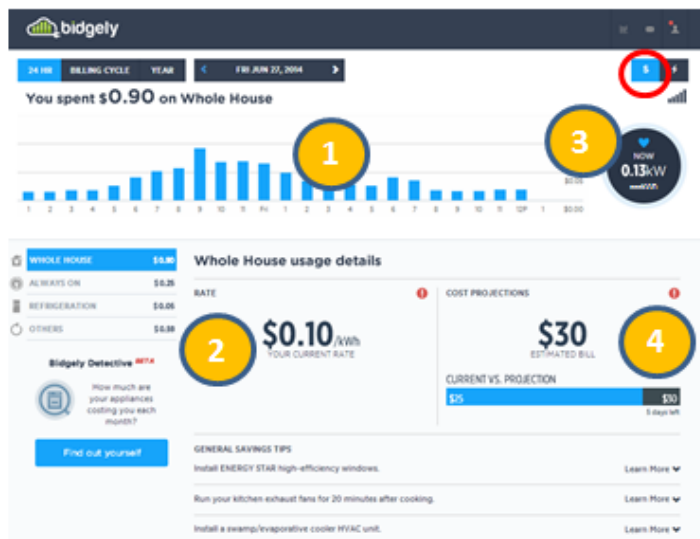 bidgely
24 HR BILLING CYCLE YEAR < FRI JUN 27, 2014 > $
You spent $0.90 on Whole House
1
3
NOW
0.13kW
$0.05
1 2 3 4 5 6 7 8 9 10 11 1 2 3 4 5 6 7 8 9 10 11 1 $0.00
WHOLE HOUSE $0.90
ALWAYS ON $0.25
REFRIGERATION $0.05
OTHERS
Bidgely Detective BETA
How much are
your appliances
costing you each
month?
Find out yourself
Whole House usage details
RATE
2
$0.10/kWh
YOUR CURRENT RATE
COST PROJECTIONS
$30
ESTIMATED BILL
4
CURRENT VS. PROJECTION
$25 $30
5 days left
GENERAL SAVINGS TIPS
Install ENERGY STAR high-efficiency windows. Learn More
Run your kitchen exhaust fans for 20 minutes after cooking. Learn More
Install a swamp/evaporative cooler HVAC unit. Learn More